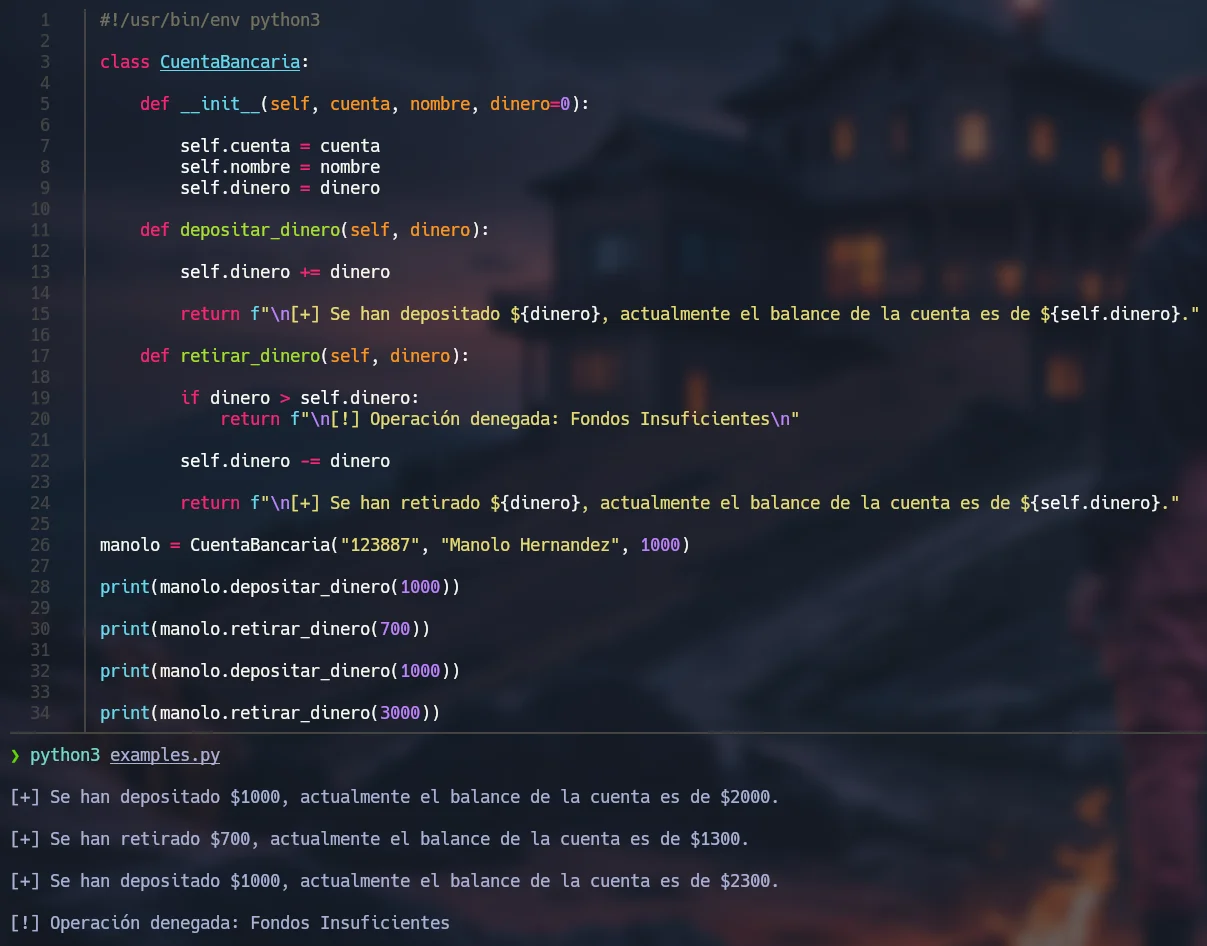 1 #!/usr/bin/env python3
2
3 class CuentaBancaria:
4
5     def __init__(self, cuenta, nombre, dinero=0):
6
7         self.cuenta = cuenta
8         self.nombre = nombre
9         self.dinero = dinero
10
11     def depositar_dinero(self, dinero):
12
13         self.dinero += dinero
14
15         return f"\n[+] Se han depositado ${dinero}, actualmente el balance de la cuenta es de ${self.dinero}."
16
17     def retirar_dinero(self, dinero):
18
19         if dinero > self.dinero:
20             return f"\n[!] Operación denegada: Fondos Insuficientes\n"
21
22         self.dinero -= dinero
23
24         return f"\n[+] Se han retirado ${dinero}, actualmente el balance de la cuenta es de ${self.dinero}."
25
26 manolo = CuentaBancaria("123887", "Manolo Hernandez", 1000)
27
28 print(manolo.depositar_dinero(1000))
29
30 print(manolo.retirar_dinero(700))
31
32 print(manolo.depositar_dinero(1000))
33
34 print(manolo.retirar_dinero(3000))
❯ python3 examples.py
[+] Se han depositado $1000, actualmente el balance de la cuenta es de $2000.
[+] Se han retirado $700, actualmente el balance de la cuenta es de $1300.
[+] Se han depositado $1000, actualmente el balance de la cuenta es de $2300.
[!] Operación denegada: Fondos Insuficientes